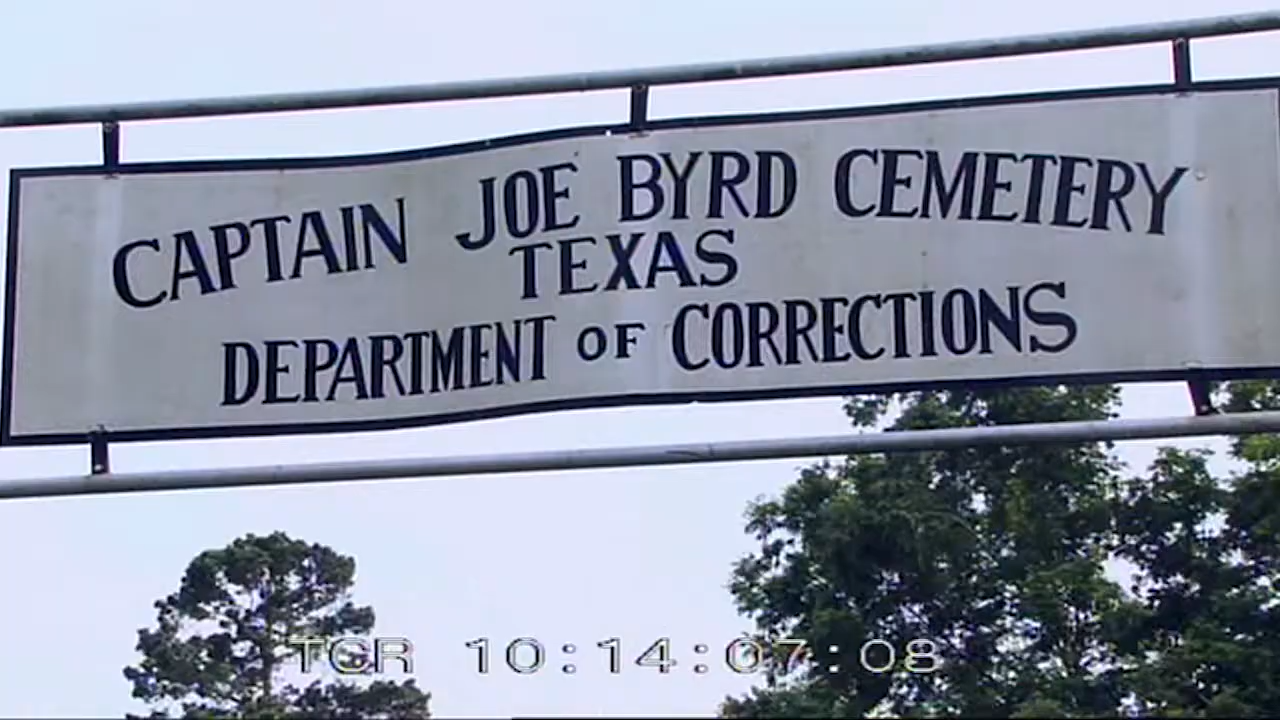 CAPTAIN JOE BYRD CEMETERY
TEXAS
DEPARTMENT OF CORRECTIONS
TCR 10:14:07:08